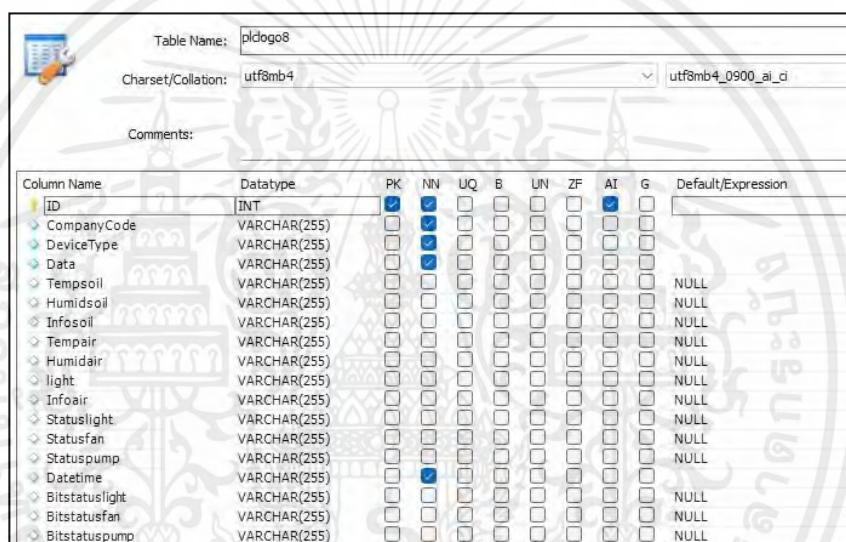 Table Name: plclogo8
Charset/Collation: utf8mb4 utf8mb4_0900_ai_ci
Comments:
Column Name Datatype PK NN UQ B UN ZF AI G Default/Expression
ID INT
CompanyCode VARCHAR(255)
DeviceType VARCHAR(255)
Data VARCHAR(255)
Tempsoil VARCHAR(255) NULL
Humidsoil VARCHAR(255) NULL
Infosoil VARCHAR(255) NULL
Tempair VARCHAR(255) NULL
Humidair VARCHAR(255) NULL
light VARCHAR(255) NULL
Infoair VARCHAR(255) NULL
Statuslight VARCHAR(255) NULL
Statusfan VARCHAR(255) NULL
Statuspump VARCHAR(255) NULL
Datetime VARCHAR(255)
Bitstatuslight VARCHAR(255) NULL
Bitstatusfan VARCHAR(255) NULL
Bitstatuspump VARCHAR(255) NULL